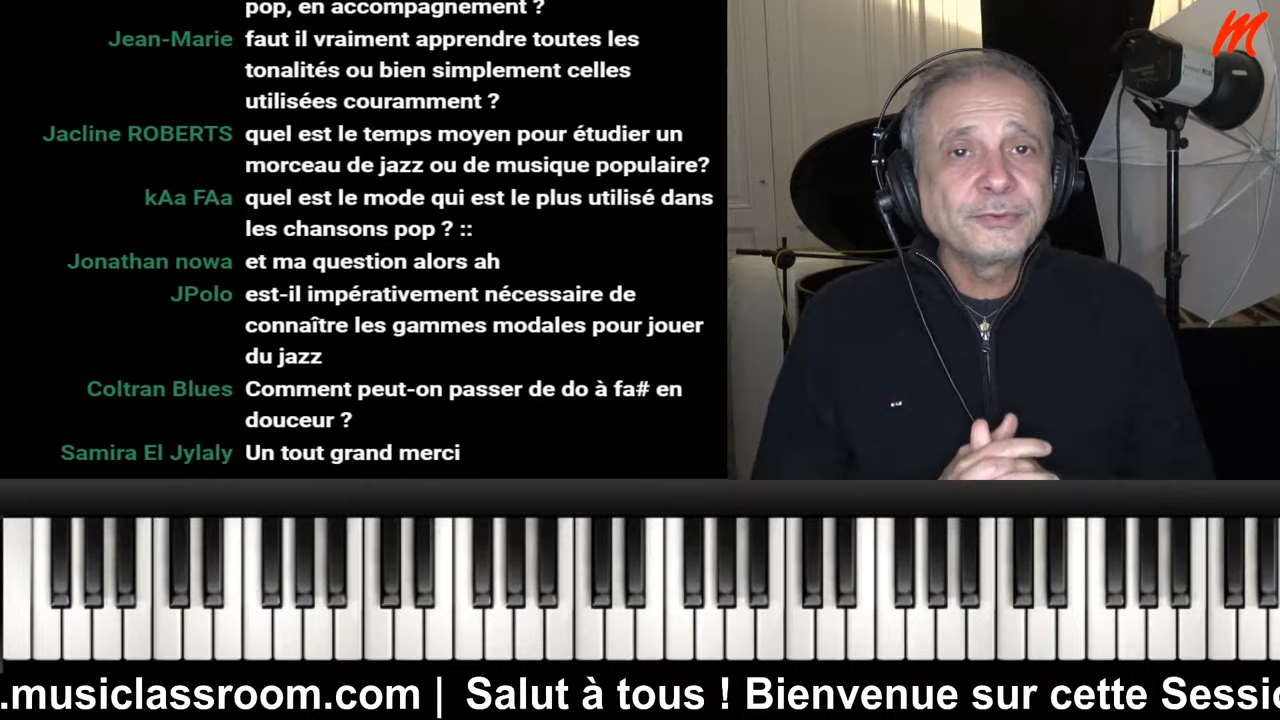 pop, en accompagnement ?
Jean-Marie faut il vraiment apprendre toutes les
tonalités ou bien simplement celles
utilisées couramment ?
Jacline ROBERTS quel est le temps moyen pour étudier un
morceau de jazz ou de musique populaire?
kAa FAa quel est le mode qui est le plus utilisé dans
les chansons pop ? ::
Jonathan nowa et ma question alors ah
JPolo est-il impérativement nécessaire de
connaître les gammes modales pour jouer
du jazz
Coltran Blues Comment peut-on passer de do à fa# en
douceur ?
Samira El Jylaly Un tout grand merci
m
.musiclassroom.com | Salut à tous ! Bienvenue sur cette Sessio